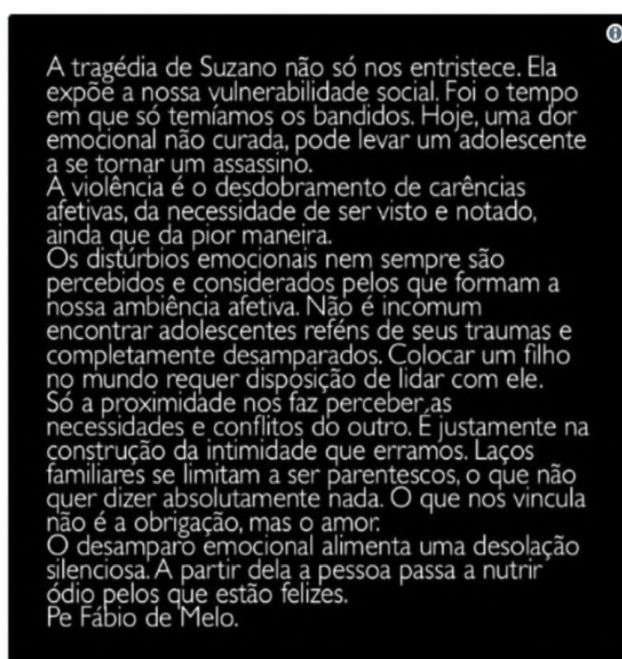 A tragédia de Suzano não só nos entristece. Ela
expõe a nossa vulnerabilidade social. Foi o tempo
em que só temíamos os bandidos. Hoje, uma dor
emocional não curada, pode levar um adolescente
a se tornar um assassino.
A violência é o desdobramento de carências
afetivas, da necessidade de ser visto e notado,
ainda que da pior maneira.
Os distúrbios emocionais nem sempre são
percebidos e considerados pelos que formam a
nossa ambiência afetiva. Não é incomum
encontrar adolescentes reféns de seus traumas e
completamente desamparados. Colocar um filho
no mundo requer disposição de lidar com ele.
Só a proximidade nos faz perceber as
necessidades e conflitos do outro. É justamente na
construção da intimidade que erramos. Laços
familiares se limitam a ser parentescos, o que não
quer dizer absolutamente nada. O que nos vincula
não é a obrigação, mas o amor.
O desamparo emocional alimenta uma desolação
silenciosa. A partir dela a pessoa passa a nutrir
ódio pelos que estão felizes.
Pe Fábio de Melo.